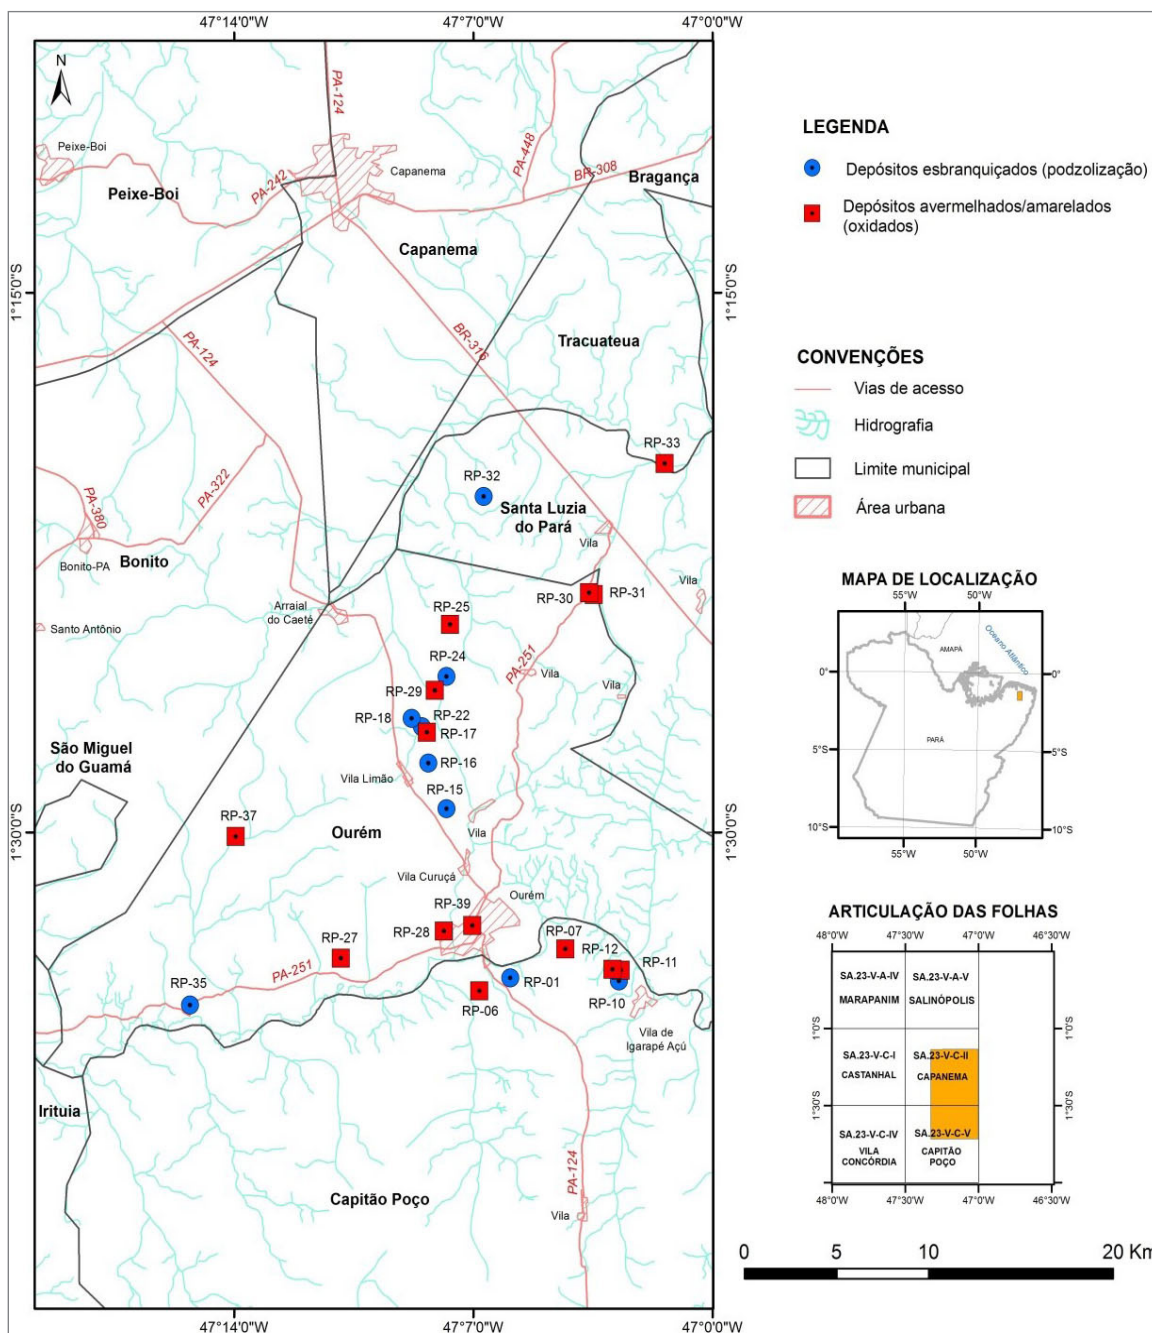 47°14'0"W
47°7'0"W
47°0'0"W
N
PA-124
PA-448
Peixe-Boi
Peixe-Boi
PA-242
Capanema
BR-308
Bragança
Capanema
1°15'0"S
1°15'0"S
PA-124
BR-316
Tracuateua
RP-33
RP-32
PA-322
PA-380
Santa Luzia
do Pará
Vila
Bonito-PA
Bonito
RP-30
RP-31
Vila
Arraial
do Caeté
RP-25
Santo Antônio
RP-24
PA-251
Vila
RP-29
Vila
RP-18
RP-22
RP-17
São Miguel
do Guamá
RP-16
Vila Limão
RP-15
RP-37
Ourém
Vila
1°30'0"S
1°30'0"S
Vila Curuçá
Ourém
RP-39
RP-28
RP-07
RP-27
RP-12
RP-11
PA-251
RP-35
RP-01
RP-10
RP-06
Vila de
Igarapé Açú
Irituia
PA-124
Capitão Poço
Vila
47°14'0"W
47°7'0"W
47°0'0"W
LEGENDA
Depósitos esbranquiçados (podzolização)
Depósitos avermelhados/amarelados
(oxidados)
CONVENÇÕES
Vias de acesso
Hidrografia
Limite municipal
Área urbana
MAPA DE LOCALIZAÇÃO
55°W
50°W
AMAPÁ
Oceano Atlântico
0°
0°
PARÁ
5°S
5°S
10°S
10°S
55°W
50°W
ARTICULAÇÃO DAS FOLHAS
48°0'W
47°30'W
47°0'W
46°30'W
SA.23-V-A-IV
MARAPANIM
SA.23-V-A-V
SALINÓPOLIS
1°0'S
1°0'S
SA.23-V-C-I
CASTANHAL
SA.23-V-C-II
CAPANEMA
1°30'S
1°30'S
SA.23-V-C-IV
VILA
CONCÓRDIA
SA.23-V-C-V
CAPITÃO
POÇO
48°0'W
47°30'W
47°0'W
46°30'W
0
5
10
20 Km